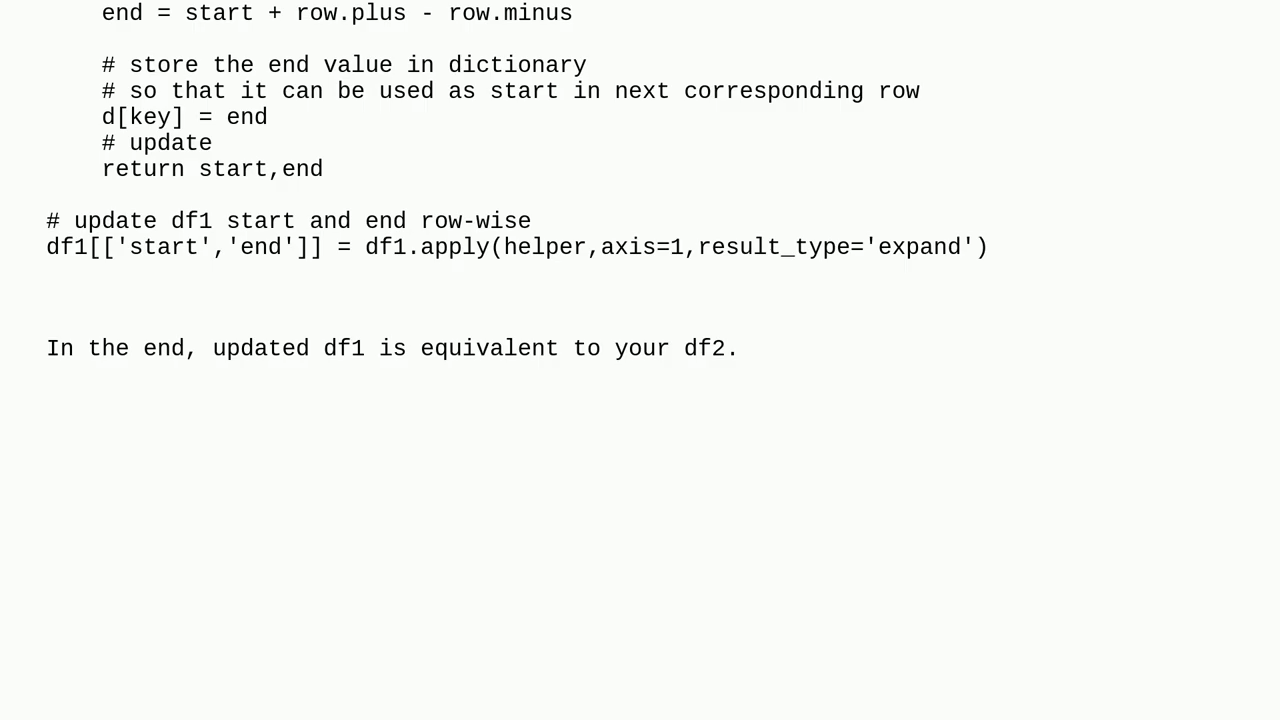 end = start + row.plus - row.minus
# store the end value in dictionary
# so that it can be used as start in next corresponding row
d[key] = end
# update
return start,end
# update df1 start and end row-wise
df1[['start','end']] = df1.apply(helper,axis=1,result_type='expand')
In the end, updated df1 is equivalent to your df2.